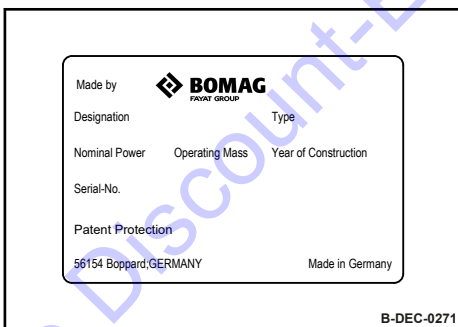 Made by BOMAG
FAYAT GROUP
Designation Type
Nominal Power Operating Mass Year of Construction
Serial-No.
Patent Protection
56154 Boppard;GERMANY Made in Germany
B-DEC-0271
Discount-E